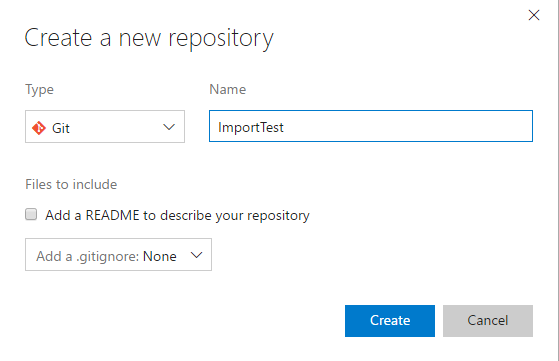 Create a new repository
Type
Name
Git
ImportTest
Files to include
Add a README to describe your repository
Add a .gitignore: None
Create
Cancel